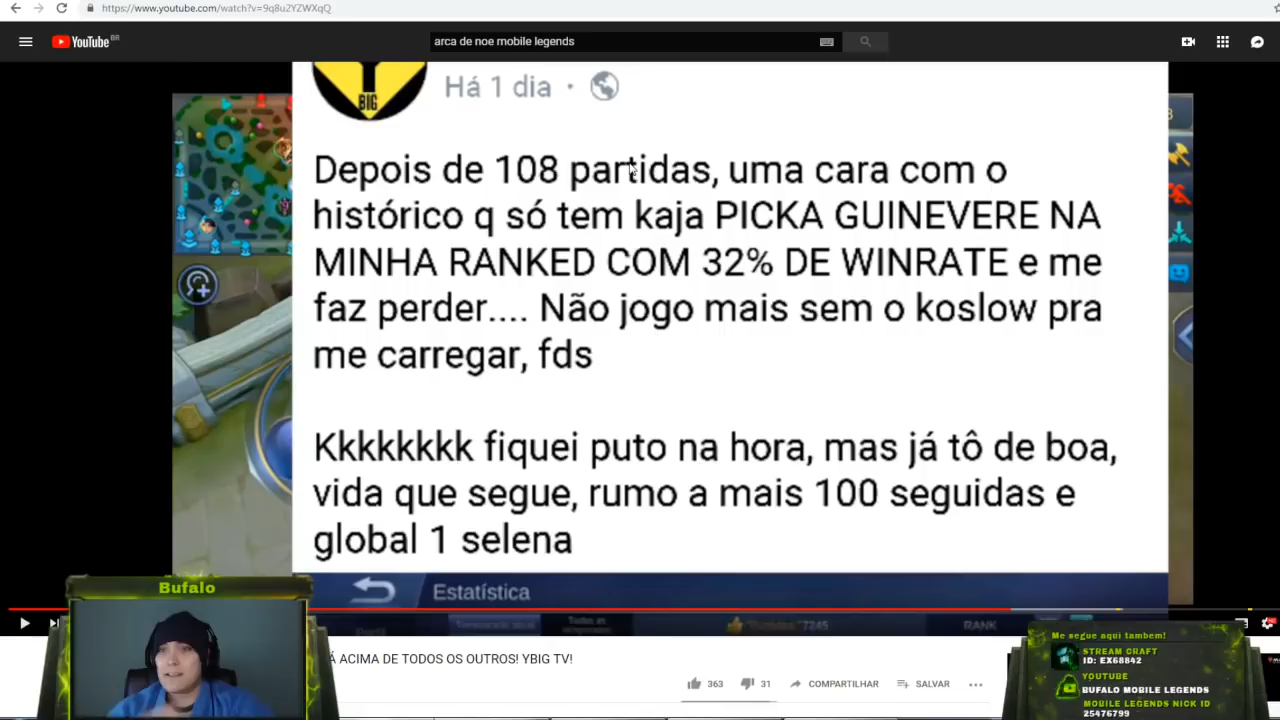 https://www.youtube.com/watch?v=9q8u2YZWXqQ
YouTube BR
arca de noe mobile legends
BIG
Há 1 dia ·
Depois de 108 partidas, uma cara com o
histórico q só tem kaja PICKA GUINEVERE NA
MINHA RANKED COM 32% DE WINRATE e me
faz perder.... Não jogo mais sem o koslow pra
me carregar, fds
Kkkkkkkk fiquei puto na hora, mas já tô de boa,
vida que segue, rumo a mais 100 seguidas e
global 1 selena
Estatística
7245
RANK
Bufalo
ACIMA DE TODOS OS OUTROS! YBIG TV!
363
31
COMPARTILHAR
SALVAR
Me segue aqui tambem!
STREAM CRAFT
ID: EX68842
YOUTUBE
BUFALO MOBILE LEGENDS
MOBILE LEGENDS NICK ID
25476799